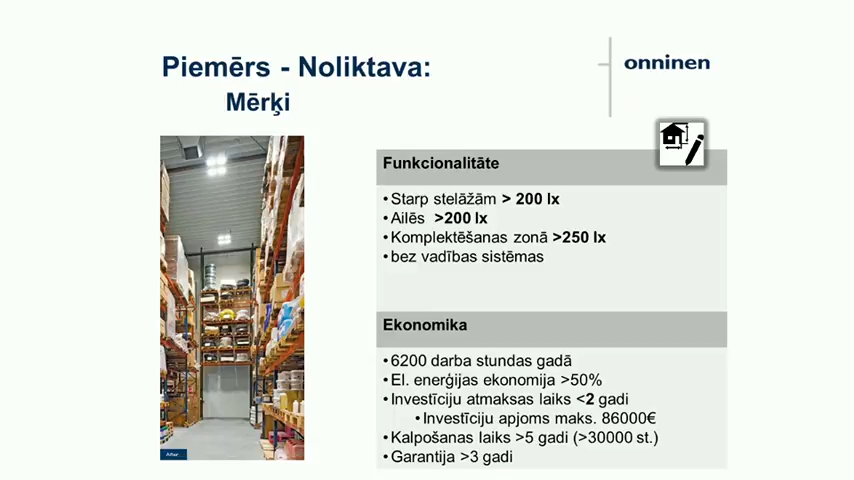 Piemērs - Noliktava:
Mērķi
onninen
Funkcionalitāte
•Starp stelāžām > 200 lx
•Ailēs >200 lx
•Komplektēšanas zonā >250 lx
•bez vadības sistēmas
Ekonomika
•6200 darba stundas gadā
•El. enerģijas ekonomija >50%
•Investīciju atmaksas laiks <2 gadi
•Investīciju apjoms maks. 86000€
•Kalpošanas laiks >5 gadi (>30000 st.)
•Garantija >3 gadi
After